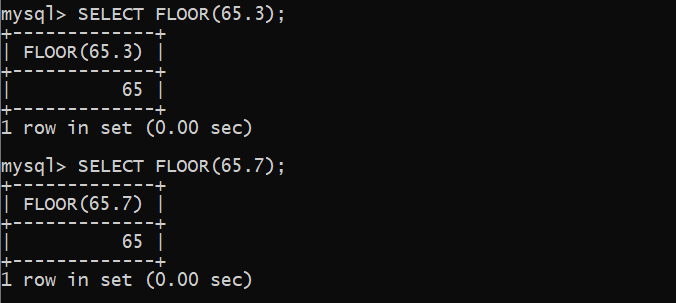 mysql> SELECT FLOOR(65.3);
+-------------+
| FLOOR(65.3) |
+-------------+
|          65 |
+-------------+
1 row in set (0.00 sec)
mysql> SELECT FLOOR(65.7);
+-------------+
| FLOOR(65.7) |
+-------------+
|          65 |
+-------------+
1 row in set (0.00 sec)